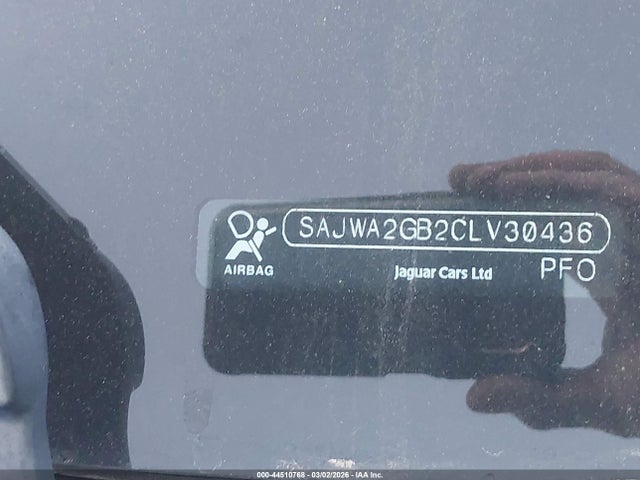 SAJWA2GB2CLV30436
AIRBAG
Jaguar Cars Ltd
PFO
000-44510768 - 03/02/2026 - IAA Inc.